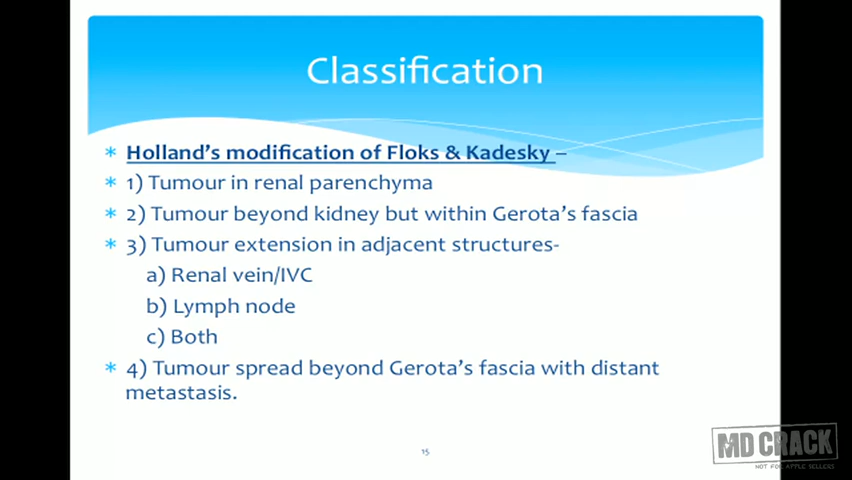 Classification
* Holland's modification of Floks & Kadesky –
* 1) Tumour in renal parenchyma
* 2) Tumour beyond kidney but within Gerota's fascia
* 3) Tumour extension in adjacent structures-
a) Renal vein/IVC
b) Lymph node
c) Both
* 4) Tumour spread beyond Gerota's fascia with distant
metastasis.
15
MD CRACK
NOT FOR APPLE SELLERS